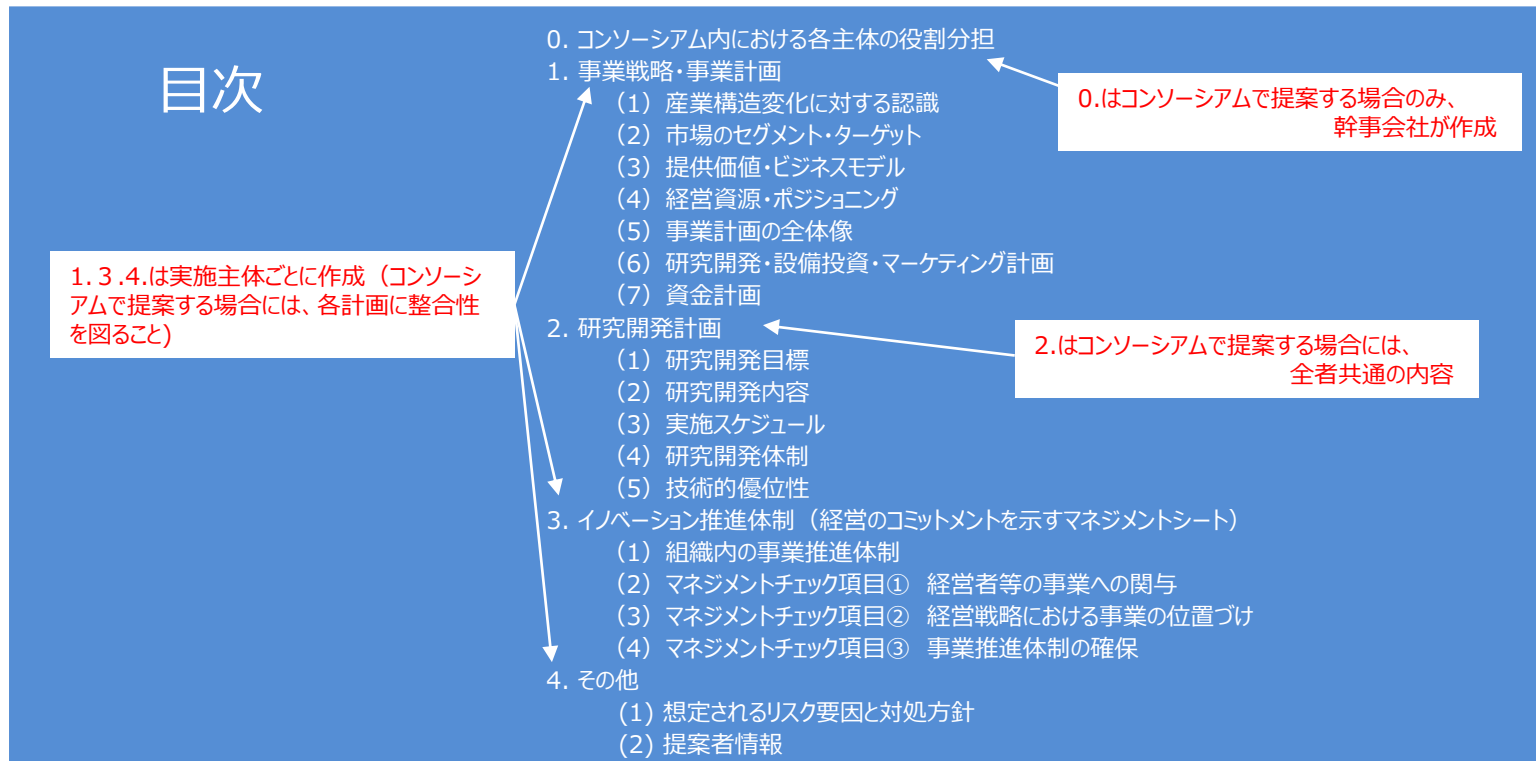 目次
0. コンソーシアム内における各主体の役割分担
1. 事業戦略・事業計画
（1）産業構造変化に対する認識
（2）市場のセグメント・ターゲット
（3）提供価値・ビジネスモデル
（4）経営資源・ポジショニング
（5）事業計画の全体像
（6）研究開発・設備投資・マーケティング計画
（7）資金計画
2. 研究開発計画
（1）研究開発目標
（2）研究開発内容
（3）実施スケジュール
（4）研究開発体制
（5）技術的優位性
3. イノベーション推進体制（経営のコミットメントを示すマネジメントシート）
（1）組織内の事業推進体制
（2）マネジメントチェック項目① 経営者等の事業への関与
（3）マネジメントチェック項目② 経営戦略における事業の位置づけ
（4）マネジメントチェック項目③ 事業推進体制の確保
4. その他
(1) 想定されるリスク要因と対処方針
(2) 提案者情報
0.はコンソーシアムで提案する場合のみ、
幹事会社が作成
1.３.4.は実施主体ごとに作成（コンソーシ
アムで提案する場合には、各計画に整合性
を図ること)
2.はコンソーシアムで提案する場合には、
全者共通の内容